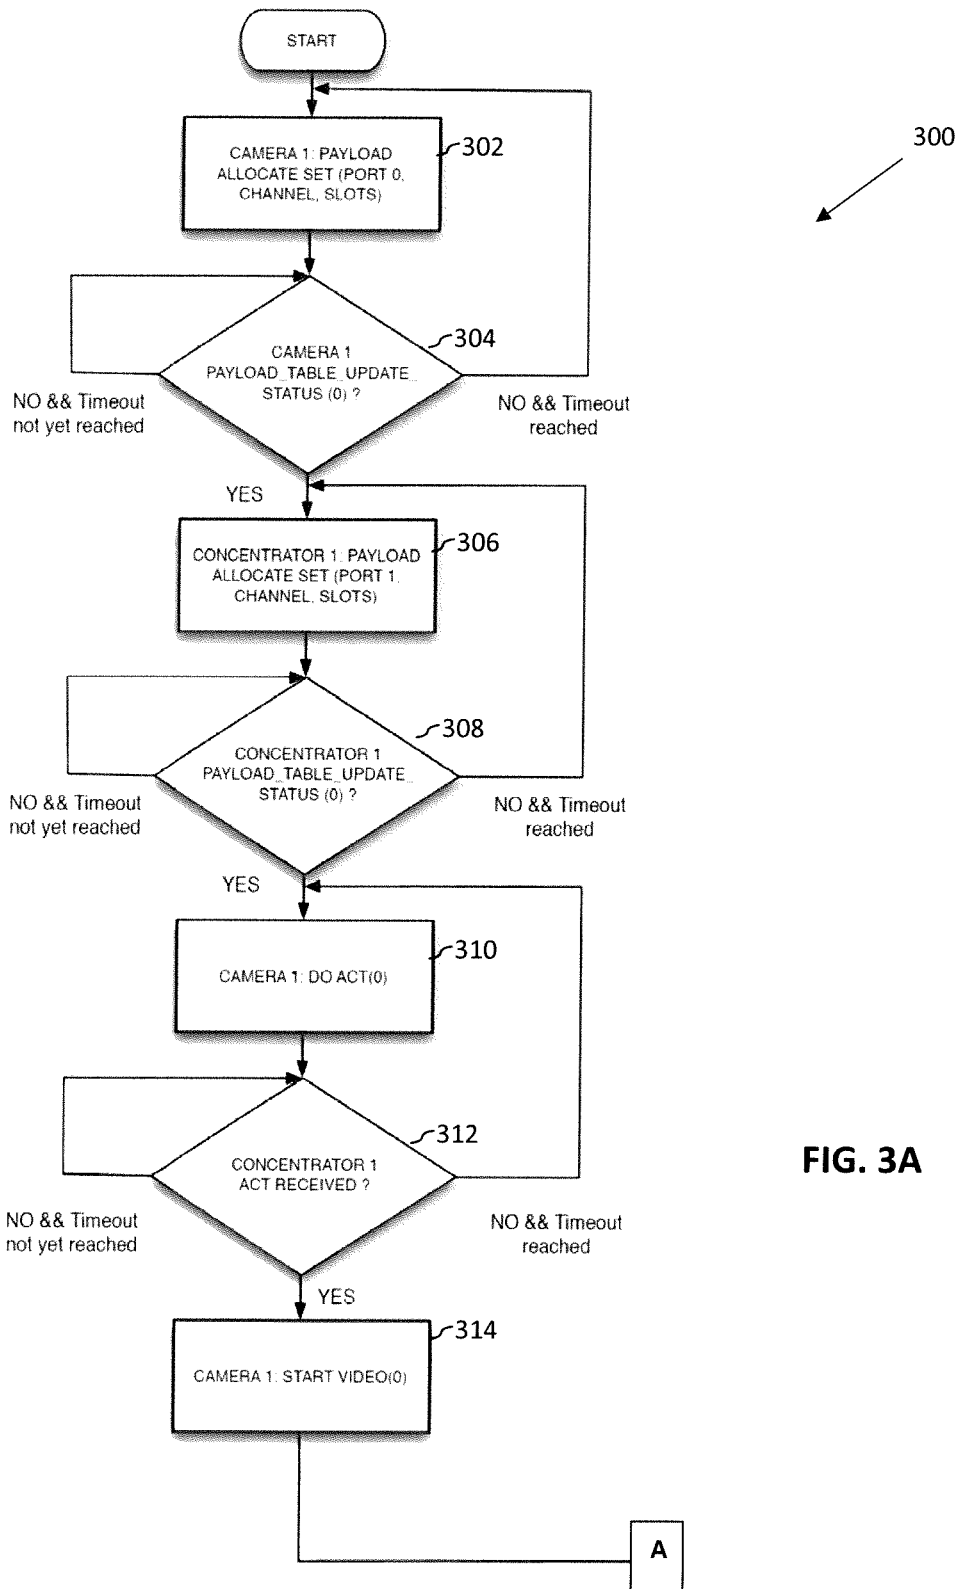 START
300
302
CAMERA 1: PAYLOAD
ALLOCATE SET (PORT 0,
CHANNEL, SLOTS)
304
CAMERA 1
PAYLOAD_TABLE_UPDATE_
STATUS (0) ?
NO && Timeout
not yet reached
NO && Timeout
reached
YES
306
CONCENTRATOR 1: PAYLOAD
ALLOCATE SET (PORT 1,
CHANNEL, SLOTS)
308
CONCENTRATOR 1
PAYLOAD_TABLE_UPDATE_
STATUS (0) ?
NO && Timeout
not yet reached
NO && Timeout
reached
YES
310
CAMERA 1: DO ACT(0)
312
CONCENTRATOR 1
ACT RECEIVED ?
NO && Timeout
not yet reached
NO && Timeout
reached
YES
314
CAMERA 1: START VIDEO(0)
A
FIG. 3A